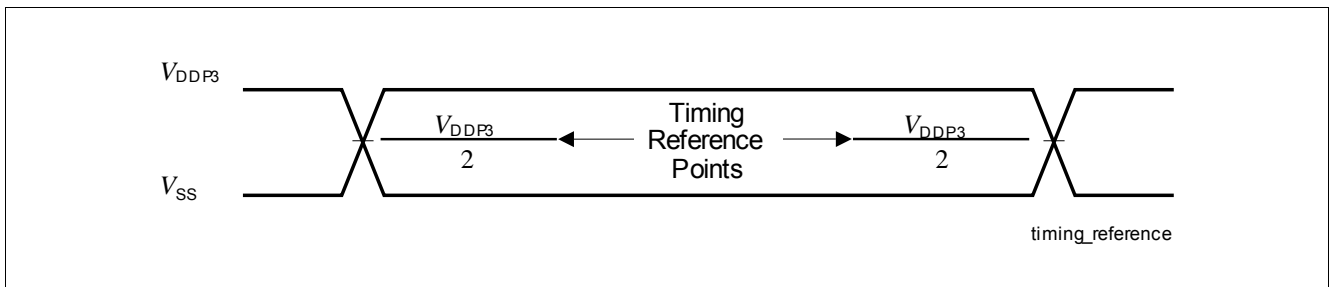 VDDP3
Timing
VDDP3 Reference VDDP3
2 Points 2
VSS
timing_reference